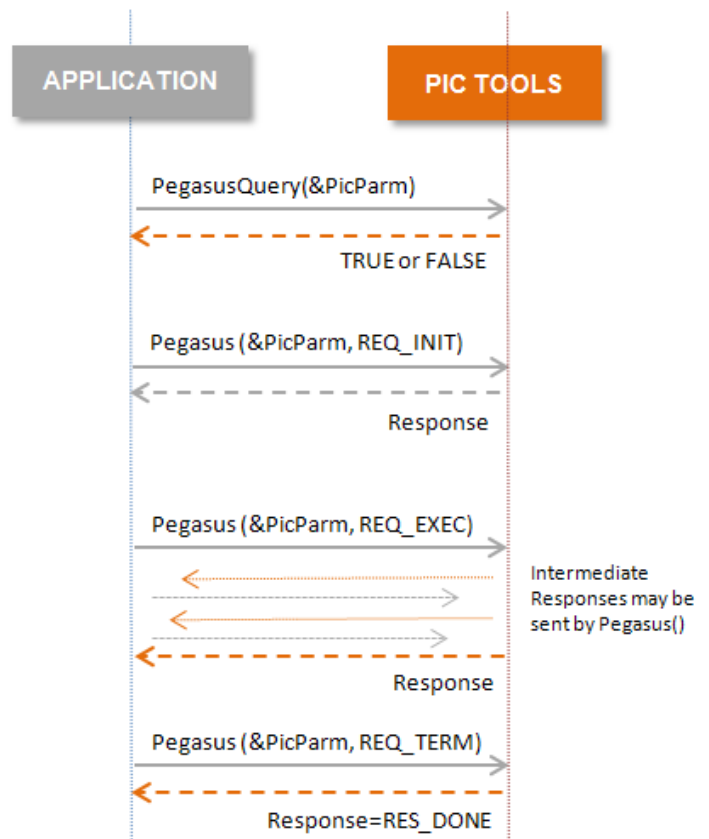 APPLICATION
PIC TOOLS
PegasusQuery(&PicParm)
TRUE or FALSE
Pegasus (&PicParm, REQ_INIT)
Response
Pegasus (&PicParm, REQ_EXEC)
Intermediate
Responses may be
sent by Pegasus()
Response
Pegasus (&PicParm, REQ_TERM)
Response=RES_DONE